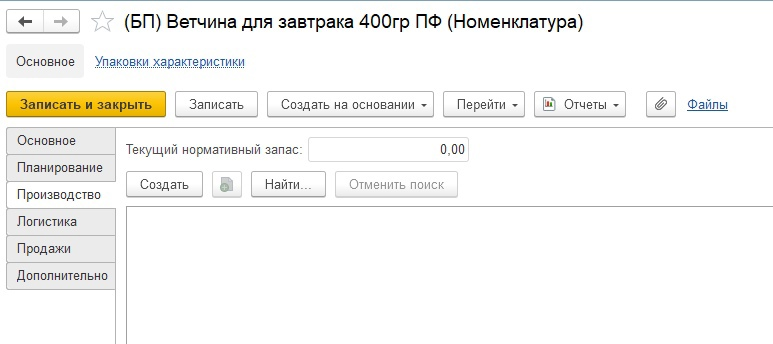 (БП) Ветчина для завтрака 400гр ПФ (Номенклатура)
Основное Упаковки характеристики
Записать и закрыть Записать Создать на основании Перейти Отчеты Файлы
Основное
Планирование
Производство
Логистика
Продажи
Дополнительно
Текущий нормативный запас: 0,00
Создать Найти... Отменить поиск